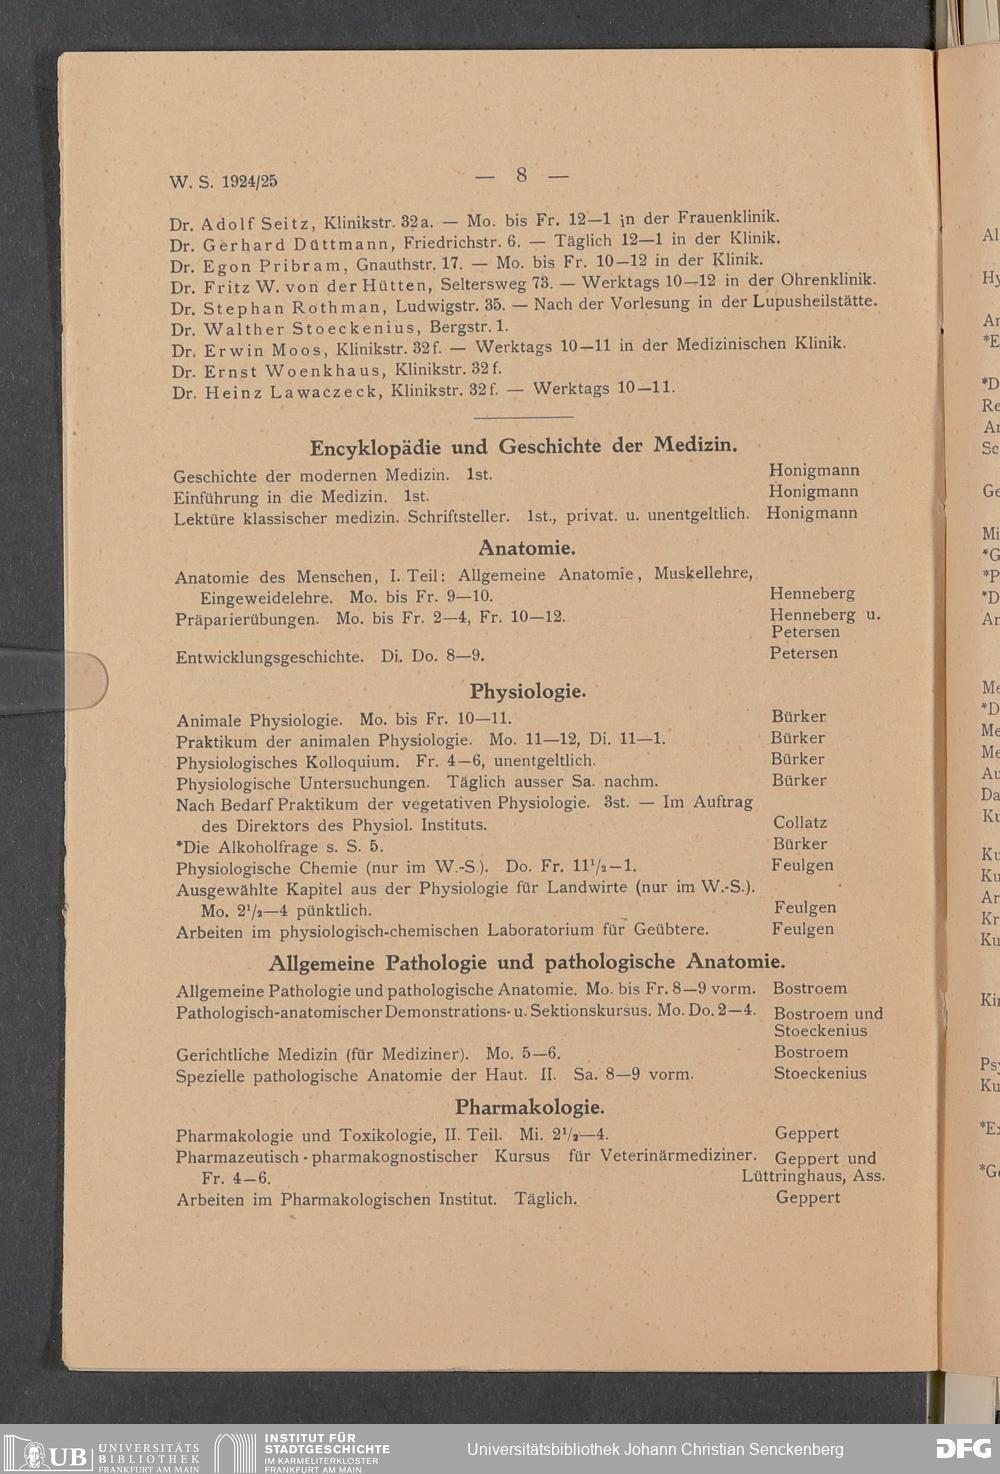 W. S. 1924/25
— 8 —
Dr. Adolf Seitz, Klinikstr. 32a. — Mo. bis Fr. 12—1 in der Frauenklinik.
Dr. Gerhard Düttmann, Friedrichstr. 6. — Täglich 12—1 in der Klinik.
Dr. Egon Pribram, Gnauthstr. 17. — Mo. bis Fr. 10—12 in der Klinik.
Dr. Fritz W. von der Hütten, Seltersweg 73. — Werktags 10—12 in der Ohrenklinik.
Dr. Stephan Rothman, Ludwigstr. 35. — Nach der Vorlesung in der Lupusheilstätte.
Dr. Walther Stoeckenius, Bergstr. 1.
Dr. Erwin Moos, Klinikstr. 32f. — Werktags 10—11 in der Medizinischen Klinik.
Dr. Ernst Woenkhaus, Klinikstr. 32f.
Dr. Heinz Lawaczeck, Klinikstr. 32f. — Werktags 10—11.
Encyklopädie und Geschichte der Medizin.
Geschichte der modernen Medizin. 1st. Honigmann
Einführung in die Medizin. 1st. Honigmann
Lektüre klassischer medizin. Schriftsteller. 1st., privat. u. unentgeltlich. Honigmann
Anatomie.
Anatomie des Menschen, I. Teil: Allgemeine Anatomie, Muskellehre,
Eingeweidelehre. Mo. bis Fr. 9—10. Henneberg
Präparierübungen. Mo. bis Fr. 2—4, Fr. 10—12. Henneberg u.
Petersen
Entwicklungsgeschichte. Di. Do. 8—9. Petersen
Physiologie.
Animale Physiologie. Mo. bis Fr. 10—11. Bürker
Praktikum der animalen Physiologie. Mo. 11—12, Di. 11—1. Bürker
Physiologisches Kolloquium. Fr. 4—6, unentgeltlich. Bürker
Physiologische Untersuchungen. Täglich ausser Sa. nachm. Bürker
Nach Bedarf Praktikum der vegetativen Physiologie. 3st. — Im Auftrag
des Direktors des Physiol. Instituts. Collatz
*Die Alkoholfrage s. S. 5. Bürker
Physiologische Chemie (nur im W.-S.). Do. Fr. 11½—1. Feulgen
Ausgewählte Kapitel aus der Physiologie für Landwirte (nur im W.-S.).
Mo. 2½—4 pünktlich. Feulgen
Arbeiten im physiologisch-chemischen Laboratorium für Geübtere. Feulgen
Allgemeine Pathologie und pathologische Anatomie.
Allgemeine Pathologie und pathologische Anatomie. Mo. bis Fr. 8—9 vorm. Bostroem
Pathologisch-anatomischer Demonstrations- u. Sektionskursus. Mo. Do. 2—4. Bostroem und
Stoeckenius
Gerichtliche Medizin (für Mediziner). Mo. 5—6. Bostroem
Spezielle pathologische Anatomie der Haut. II. Sa. 8—9 vorm. Stoeckenius
Pharmakologie.
Pharmakologie und Toxikologie, II. Teil. Mi. 2½—4. Geppert
Pharmazeutisch-pharmakognostischer Kursus für Veterinärmediziner. Geppert und
Fr. 4—6. Lüttringhaus, Ass.
Arbeiten im Pharmakologischen Institut. Täglich. Geppert
UB UNIVERSITÄTS
BIBLIOTHEK
FRANKFURT AM MAIN
INSTITUT FÜR
STADTGESCHICHTE
IM KARMELITERKLOSTER
FRANKFURT AM MAIN
Universitätsbibliothek Johann Christian Senckenberg
DFG